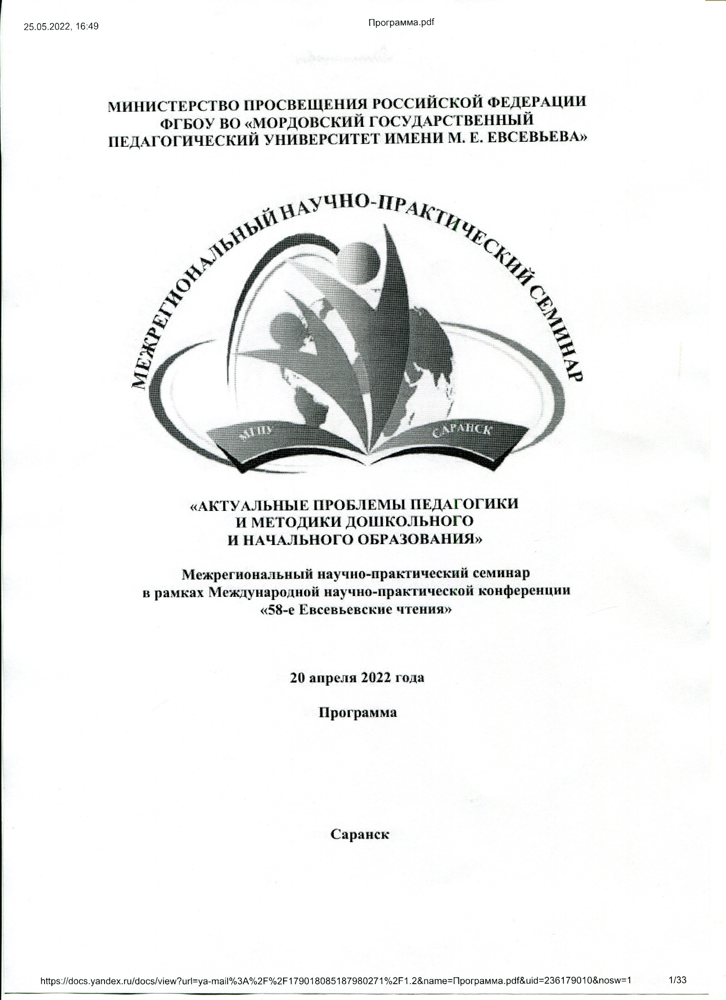 25.05.2022, 16:49
Программа.pdf
МИНИСТЕРСТВО ПРОСВЕЩЕНИЯ РОССИЙСКОЙ ФЕДЕРАЦИИ
ФГБОУ ВО «МОРДОВСКИЙ ГОСУДАРСТВЕННЫЙ
ПЕДАГОГИЧЕСКИЙ УНИВЕРСИТЕТ ИМЕНИ М. Е. ЕВСЕВЬЕВА»
МЕЖРЕГИОНАЛЬНЫЙ НАУЧНО-ПРАКТИЧЕСКИЙ СЕМИНАР
МГПУ
САРАНСК
«АКТУАЛЬНЫЕ ПРОБЛЕМЫ ПЕДАГОГИКИ
И МЕТОДИКИ ДОШКОЛЬНОГО
И НАЧАЛЬНОГО ОБРАЗОВАНИЯ»
Межрегиональный научно-практический семинар
в рамках Международной научно-практической конференции
«58-е Евсевьевские чтения»
20 апреля 2022 года
Программа
Саранск
https://docs.yandex.ru/docs/view?url=ya-mail%3A%2F%2F179018085187980271%2F1.2&name=Программа.pdf&uid=236179010&nosw=1
1/33